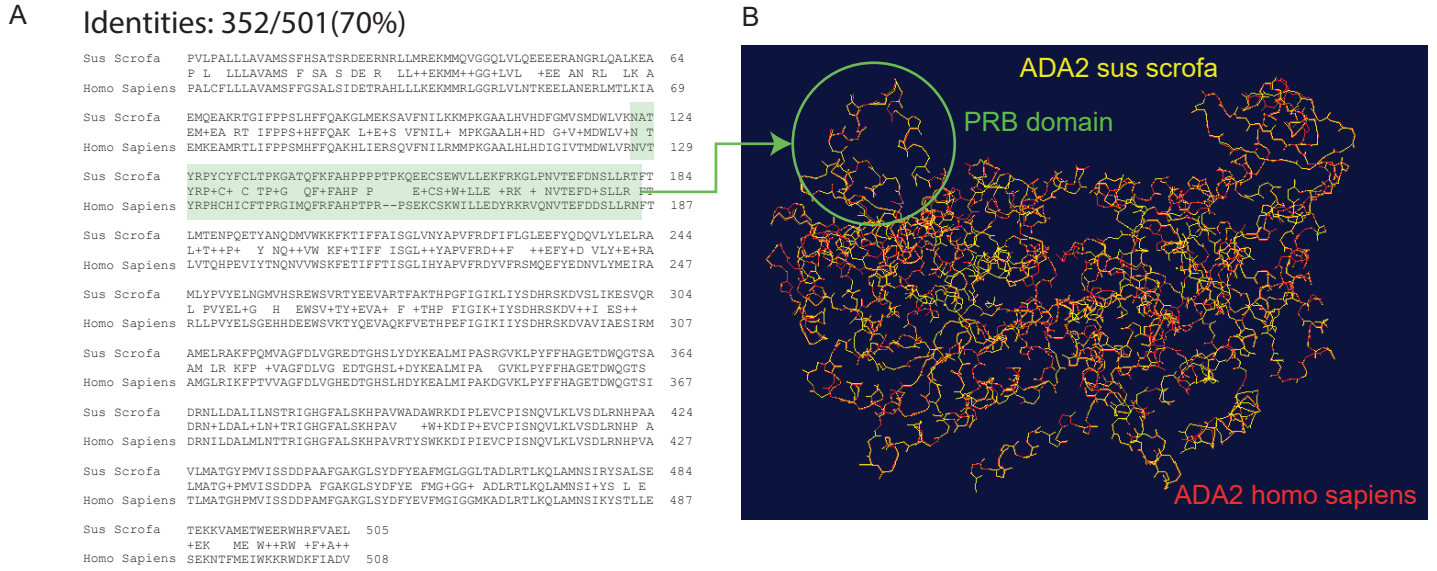 A
Identities: 352/501(70%)
Sus Scrofa PVLPALLLAVAMSSFHSATSRDEERNRLLMREKMMQVGGQLVLQEEEERANGRLQALKEA 64
P L LLLAVAMS F SA S DE R LL++EKMM++GG+LVL +EE AN RL LK A
Homo Sapiens PALCFLLLAVAMSFFGSALSIDETRAHLLLKEKMMRLGGRLVLNTKEELANERLMTLKIA 69
Sus Scrofa EMQEAKRTGIFPPSLHFFQAKGLMEKSAVFNILKKMPKGAALHVHDFGMVSMDWLVKNAT 124
EM+EA RT IFPPS+HFFQAK L+E+S VFNIL+ MPKGAALH+HD G+V+MDWLV+N T
Homo Sapiens EMKEAMRTLIFPPSMHFFQAKHLIERSQVFNILRMMPKGAALHLHDIGIVTMDWLVRNVT 129
Sus Scrofa YRPYCYFCLTPKGATQFKFAHPPPPTPKQEECSEWVLLEKFRKGLPNVTEFDNSLLRTFT 184
YRP+C+ C TP+G QF+FAHP P E+CS+W+LLE +RK + NVTEFD+SLLR FT
Homo Sapiens YRPHCHICFTPRGIMQFRFAHPTPR--PSEKCSKWILLEDYRKRVQNVTEFDDSLLRNFT 187
Sus Scrofa LMTENPQETYANQDMVWKKFKTIFFAISGLVNYAPVFRDFIFLGLEEFYQDQVLYLELRA 244
L+T++P+ Y NQ++VW KF+TIFF ISGL++YAPVFRD++F ++EFY+D VLY+E+RA
Homo Sapiens LVTQHPEVIYTNQNVVWSKFETIFFTISGLIHYAPVFRDYVFRSMQEFYEDNVLYMEIRA 247
Sus Scrofa MLYPVYELNGMVHSREWSVRTYEEVARTFAKTHPGFIGIKLIYSDHRSKDVSLIKESVQR 304
L PVYEL+G H EWSV+TY+EVA+ F +THP FIGIK+IYSDHRSKDV++I ES++
Homo Sapiens RLLPVYELSGEHHDEEWSVKTYQEVAQKFVETHPEFIGIKIIYSDHRSKDVAVIAESIRM 307
Sus Scrofa AMELRAKFPQMVAGFDLVGREDTGHSLYDYKEALMIPASRGVKLPYFFHAGETDWQGTSA 364
AM LR KFP +VAGFDLVG EDTGHSL+DYKEALMIPA GVKLPYFFHAGETDWQGTS
Homo Sapiens AMGLRIKFPTVVAGFDLVGHEDTGHSLHDYKEALMIPAKDGVKLPYFFHAGETDWQGTSI 367
Sus Scrofa DRNLLDALILNSTRIGHGFALSKHPAVWADAWRKDIPLEVCPISNQVLKLVSDLRNHPAA 424
DRN+LDAL+LN+TRIGHGFALSKHPAV +W+KDIP+EVCPISNQVLKLVSDLRNHP A
Homo Sapiens DRNILDALMLNTTRIGHGFALSKHPAVRTYSWKKDIPIEVCPISNQVLKLVSDLRNHPVA 427
Sus Scrofa VLMATGYPMVISSDDPAAFGAKGLSYDFYEAFMGLGGLTADLRTLKQLAMNSIRYSALSE 484
LMATG+PMVISSDDPA FGAKGLSYDFYE FMG+GG+ ADLRTLKQLAMNSI+YS L E
Homo Sapiens TLMATGHPMVISSDDPAMFGAKGLSYDFYEVFMGIGGMKADLRTLKQLAMNSIKYSTLLE 487
Sus Scrofa TEKKVAMETWEERWHRFVAEL 505
+EK ME W++RW +F+A++
Homo Sapiens SEKNTFMEIWKKRWDKFIADV 508
B
ADA2 sus scrofa
PRB domain
ADA2 homo sapiens